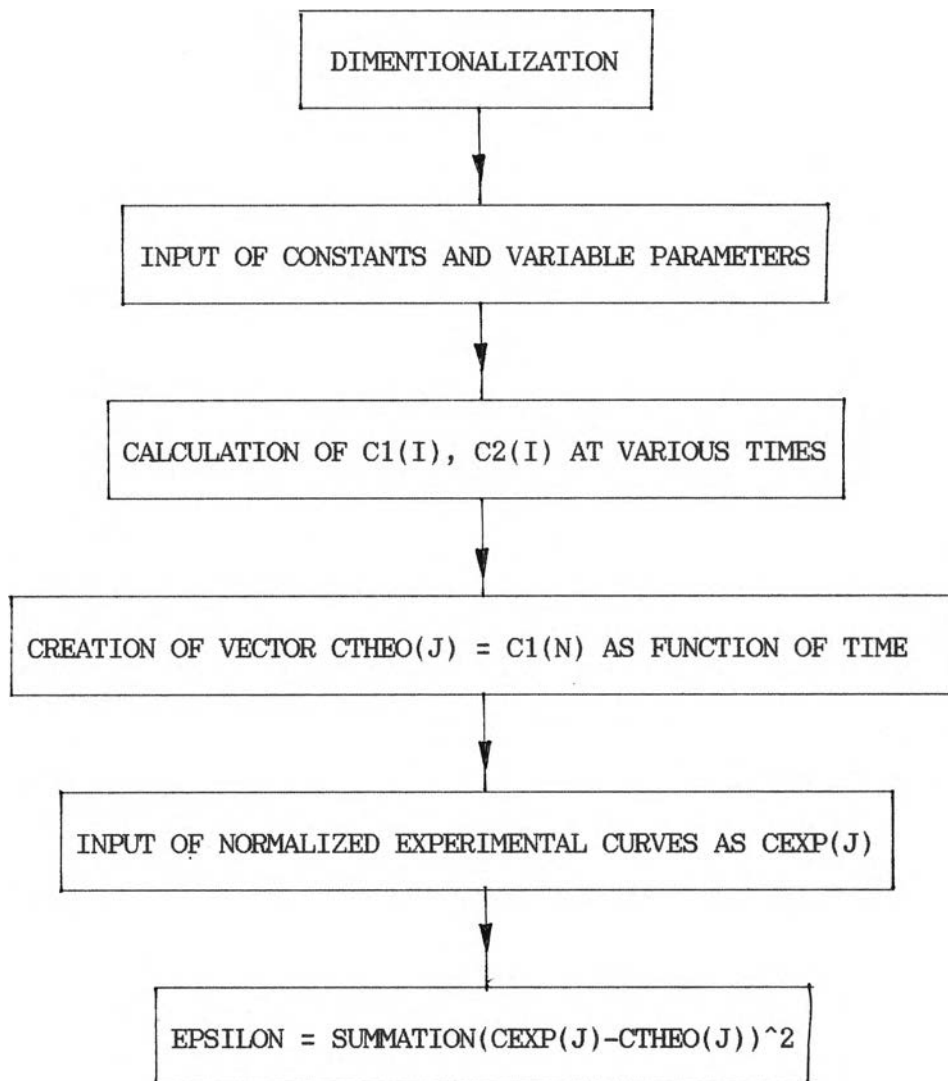 DIMENTIONALIZATION
INPUT OF CONSTANTS AND VARIABLE PARAMETERS
CALCULATION OF C1(I), C2(I) AT VARIOUS TIMES
CREATION OF VECTOR CTHEO(J) = C1(N) AS FUNCTION OF TIME
INPUT OF NORMALIZED EXPERIMENTAL CURVES AS CEXP(J)
EPSILON = SUMMATION(CEXP(J)-CTHEO(J))^2